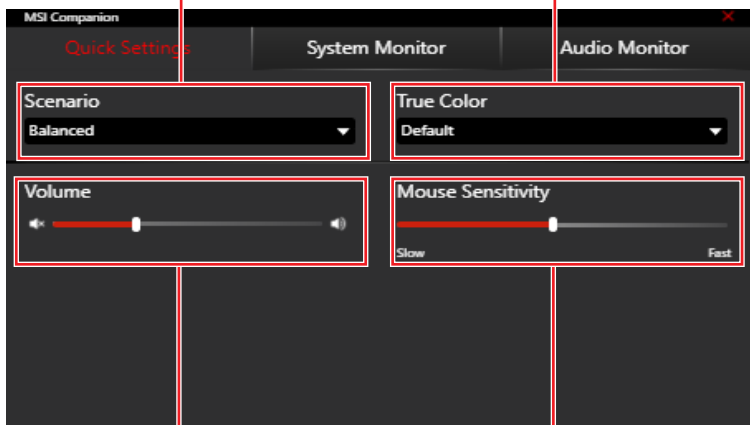 MSI Companion
Quick Settings System Monitor Audio Monitor
Scenario
Balanced
True Color
Default
Volume
Mouse Sensitivity
Slow Fast